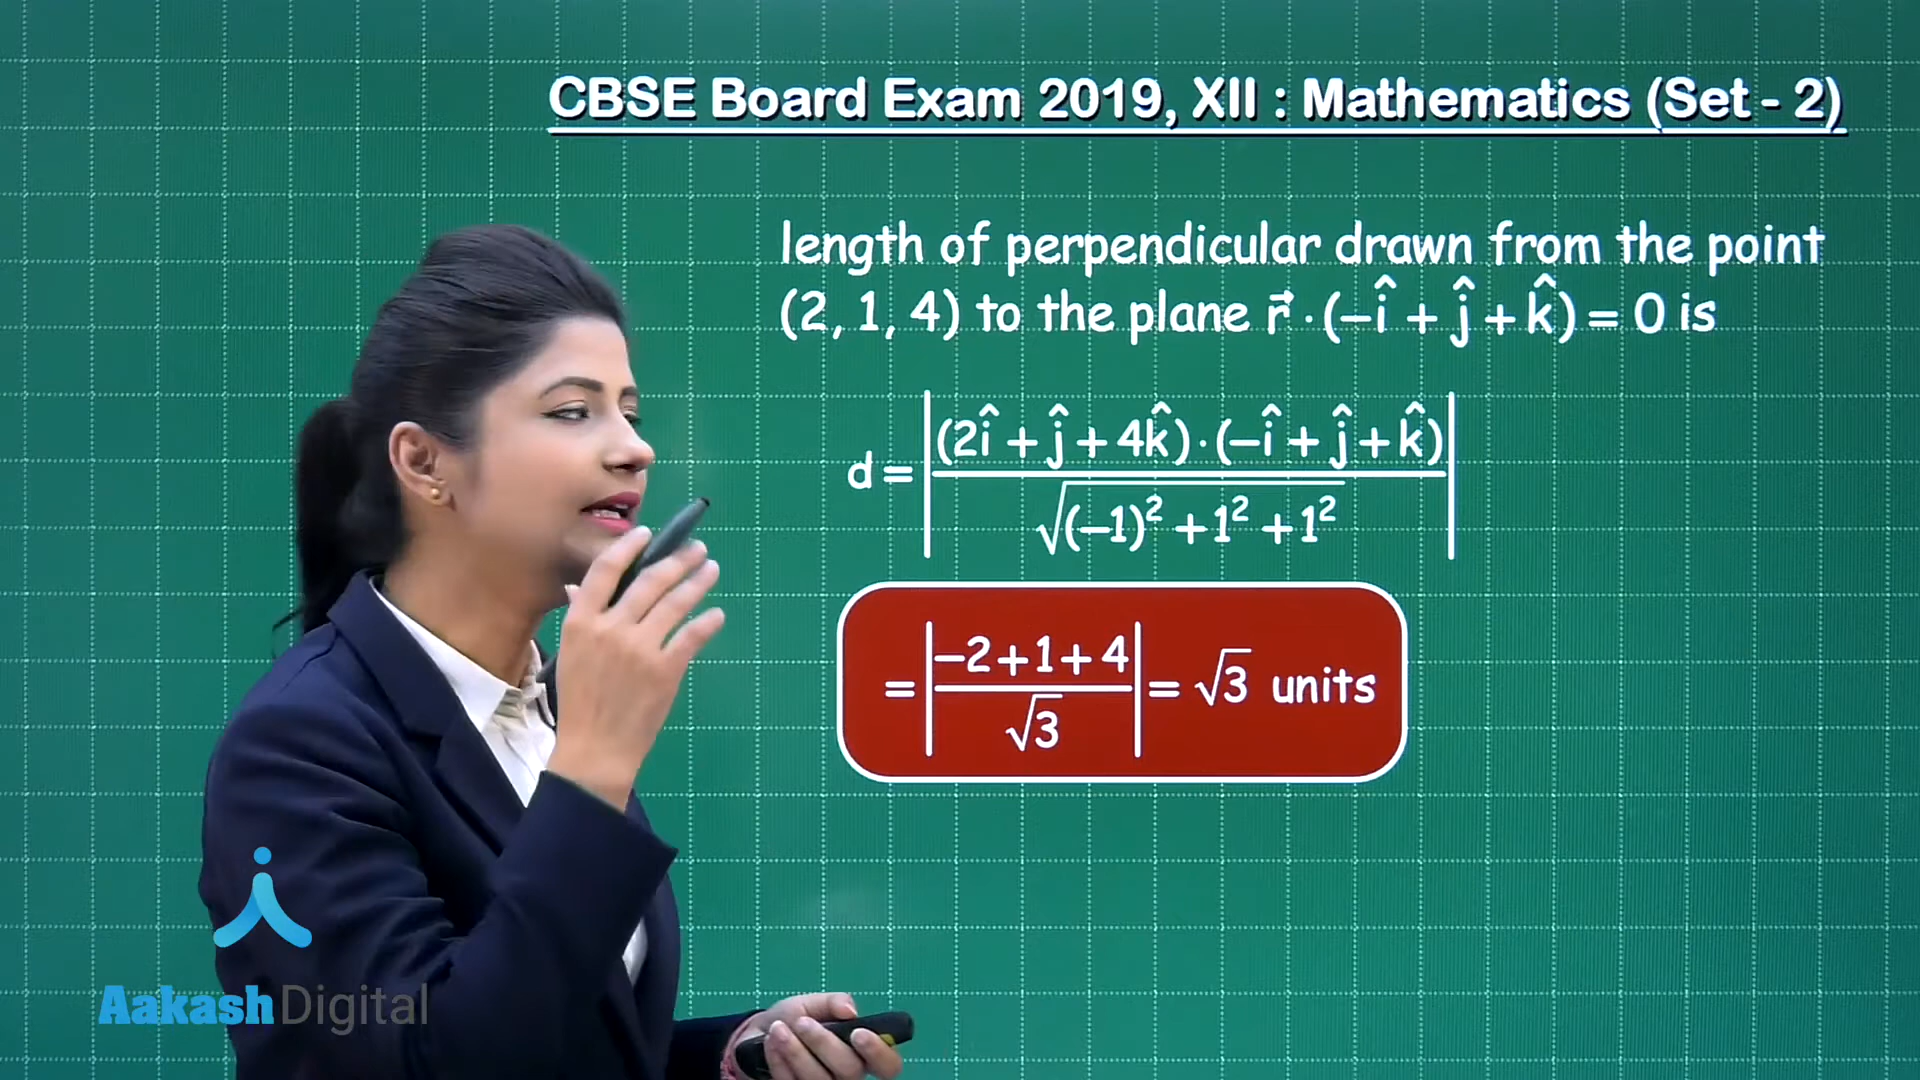 CBSE Board Exam 2019, XII : Mathematics (Set - 2)
length of perpendicular drawn from the point
(2, 1, 4) to the plane r⃗ · (–î + ĵ + k̂) = 0 is
d = |(2î + ĵ + 4k̂) · (–î + ĵ + k̂) / √((–1)² + 1² + 1²)|
= |–2 + 1 + 4 / √3| = √3 units
Aakash Digital